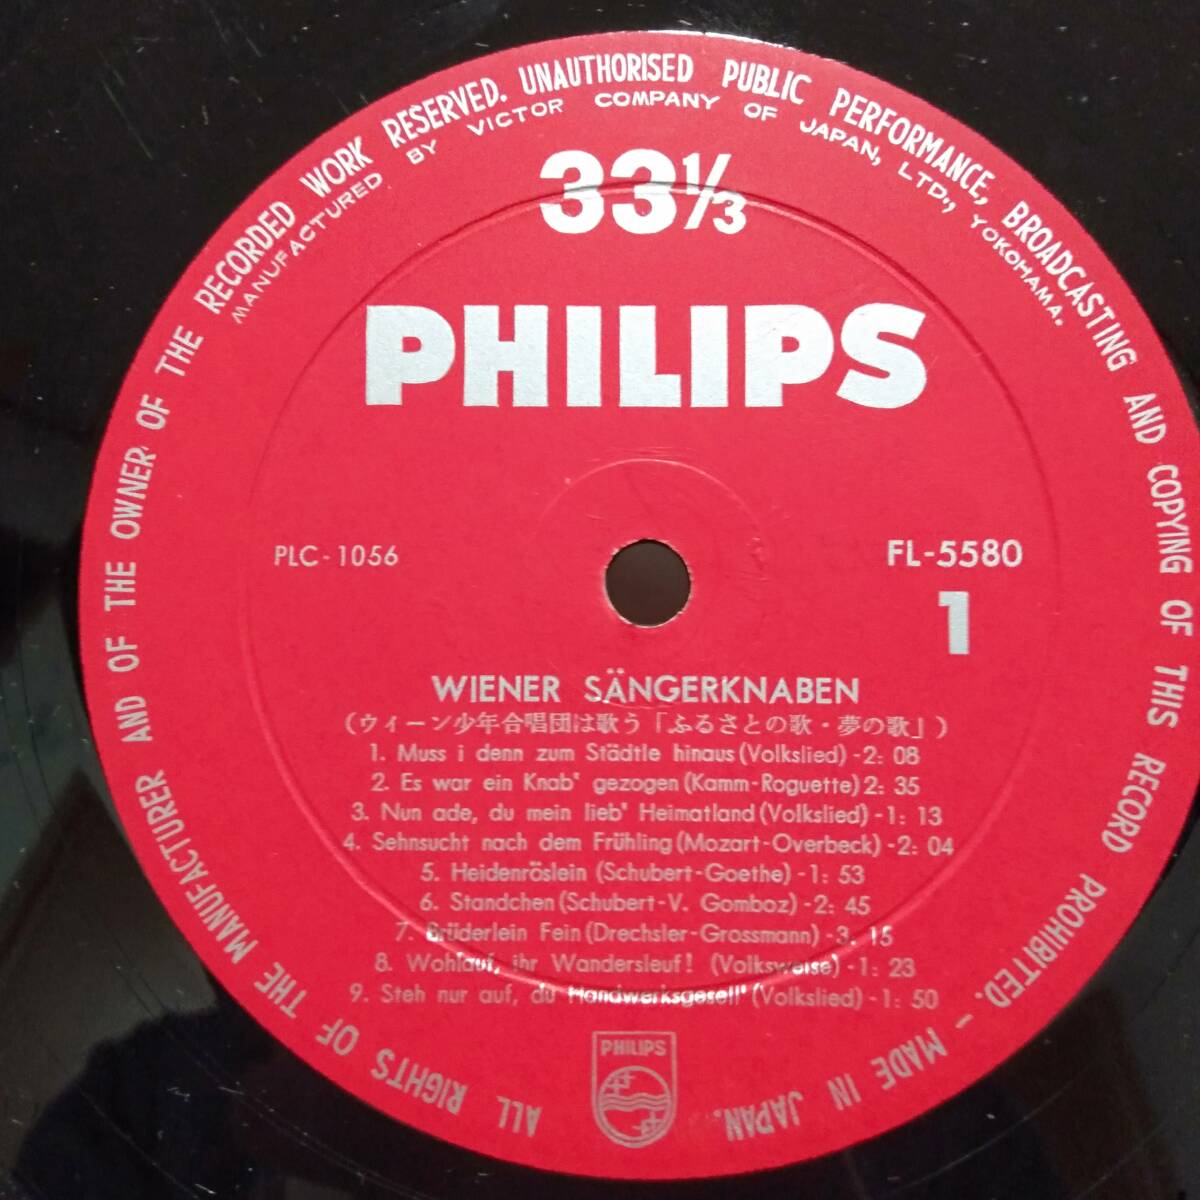 ALL RIGHTS OF THE MANUFACTURER AND OF THE OWNER OF THE RECORDED WORK RESERVED. UNAUTHORISED PUBLIC PERFORMANCE, BROADCASTING AND COPYING OF THIS RECORD PROHIBITED. - MADE IN JAPAN.
MANUFACTURED BY VICTOR COMPANY OF JAPAN, LTD., YOKOHAMA.
33⅓
PHILIPS
PLC-1056
FL-5580
1
WIENER SÄNGERKNABEN
(ウィーン少年合唱団は歌う「ふるさとの歌・夢の歌」)
1. Muss i denn zum Städtle hinaus (Volkslied) -2: 08
2. Es war ein Knab' gezogen (Kamm-Roguette) 2: 35
3. Nun ade, du mein lieb' Heimatland (Volkslied) -1: 13
4. Sehnsucht nach dem Frühling (Mozart-Overbeck) -2: 04
5. Heidenröslein (Schubert-Goethe) -1: 53
6. Standchen (Schubert-V. Gomboz) -2: 45
7. Brüderlein Fein (Drechsler-Grossmann) -3. 15
8. Wohlauf, ihr Wandersleuf! (Volksweise) -1: 23
9. Steh nur auf, du Handwerksgesell' (Volkslied) -1: 50
PHILIPS